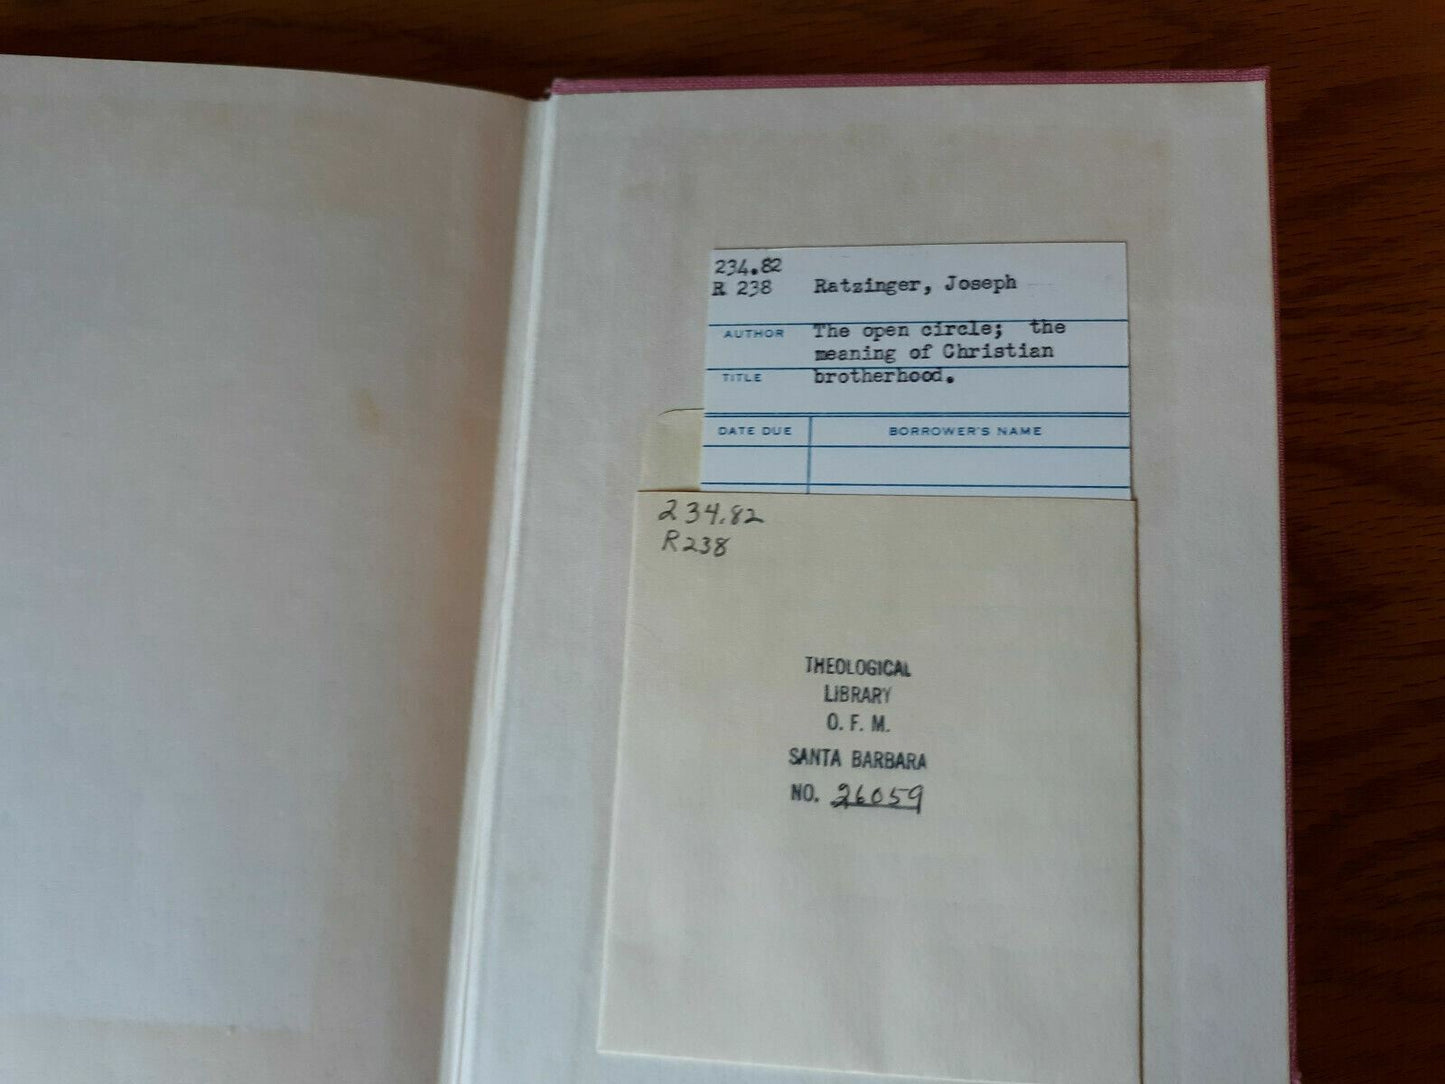 234.82
R 238 Ratzinger, Joseph
AUTHOR The open circle; the
meaning of Christian
TITLE brotherhood.
DATE DUE BORROWER'S NAME
234.82
R238
THEOLOGICAL
LIBRARY
O. F. M.
SANTA BARBARA
NO. 26059